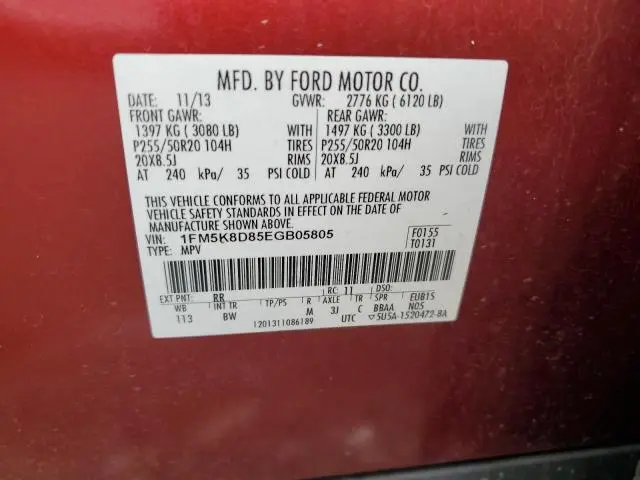 MFD. BY FORD MOTOR CO.
DATE: 11/13 GVWR: 2776 KG ( 6120 LB)
FRONT GAWR: REAR GAWR:
1397 KG ( 3080 LB) WITH 1497 KG ( 3300 LB) WITH
P255/50R20 104H TIRES P255/50R20 104H TIRES
20X8.5J RIMS 20X8.5J RIMS
AT 240 kPa/ 35 PSI COLD AT 240 kPa/ 35 PSI COLD
THIS VEHICLE CONFORMS TO ALL APPLICABLE FEDERAL MOTOR
VEHICLE SAFETY STANDARDS IN EFFECT ON THE DATE OF
MANUFACTURE SHOWN ABOVE.
VIN: 1FM5K8D85EGB05805 F0155
TYPE: MPV T0131
EXT PNT: RR RC: 11 DSO:
WB INT TR TP/PS R AXLE TR SPR EUB15
113 BW M 3J C BBAA N05
1201311086189 UTC ▽5U5A-1520472-8A